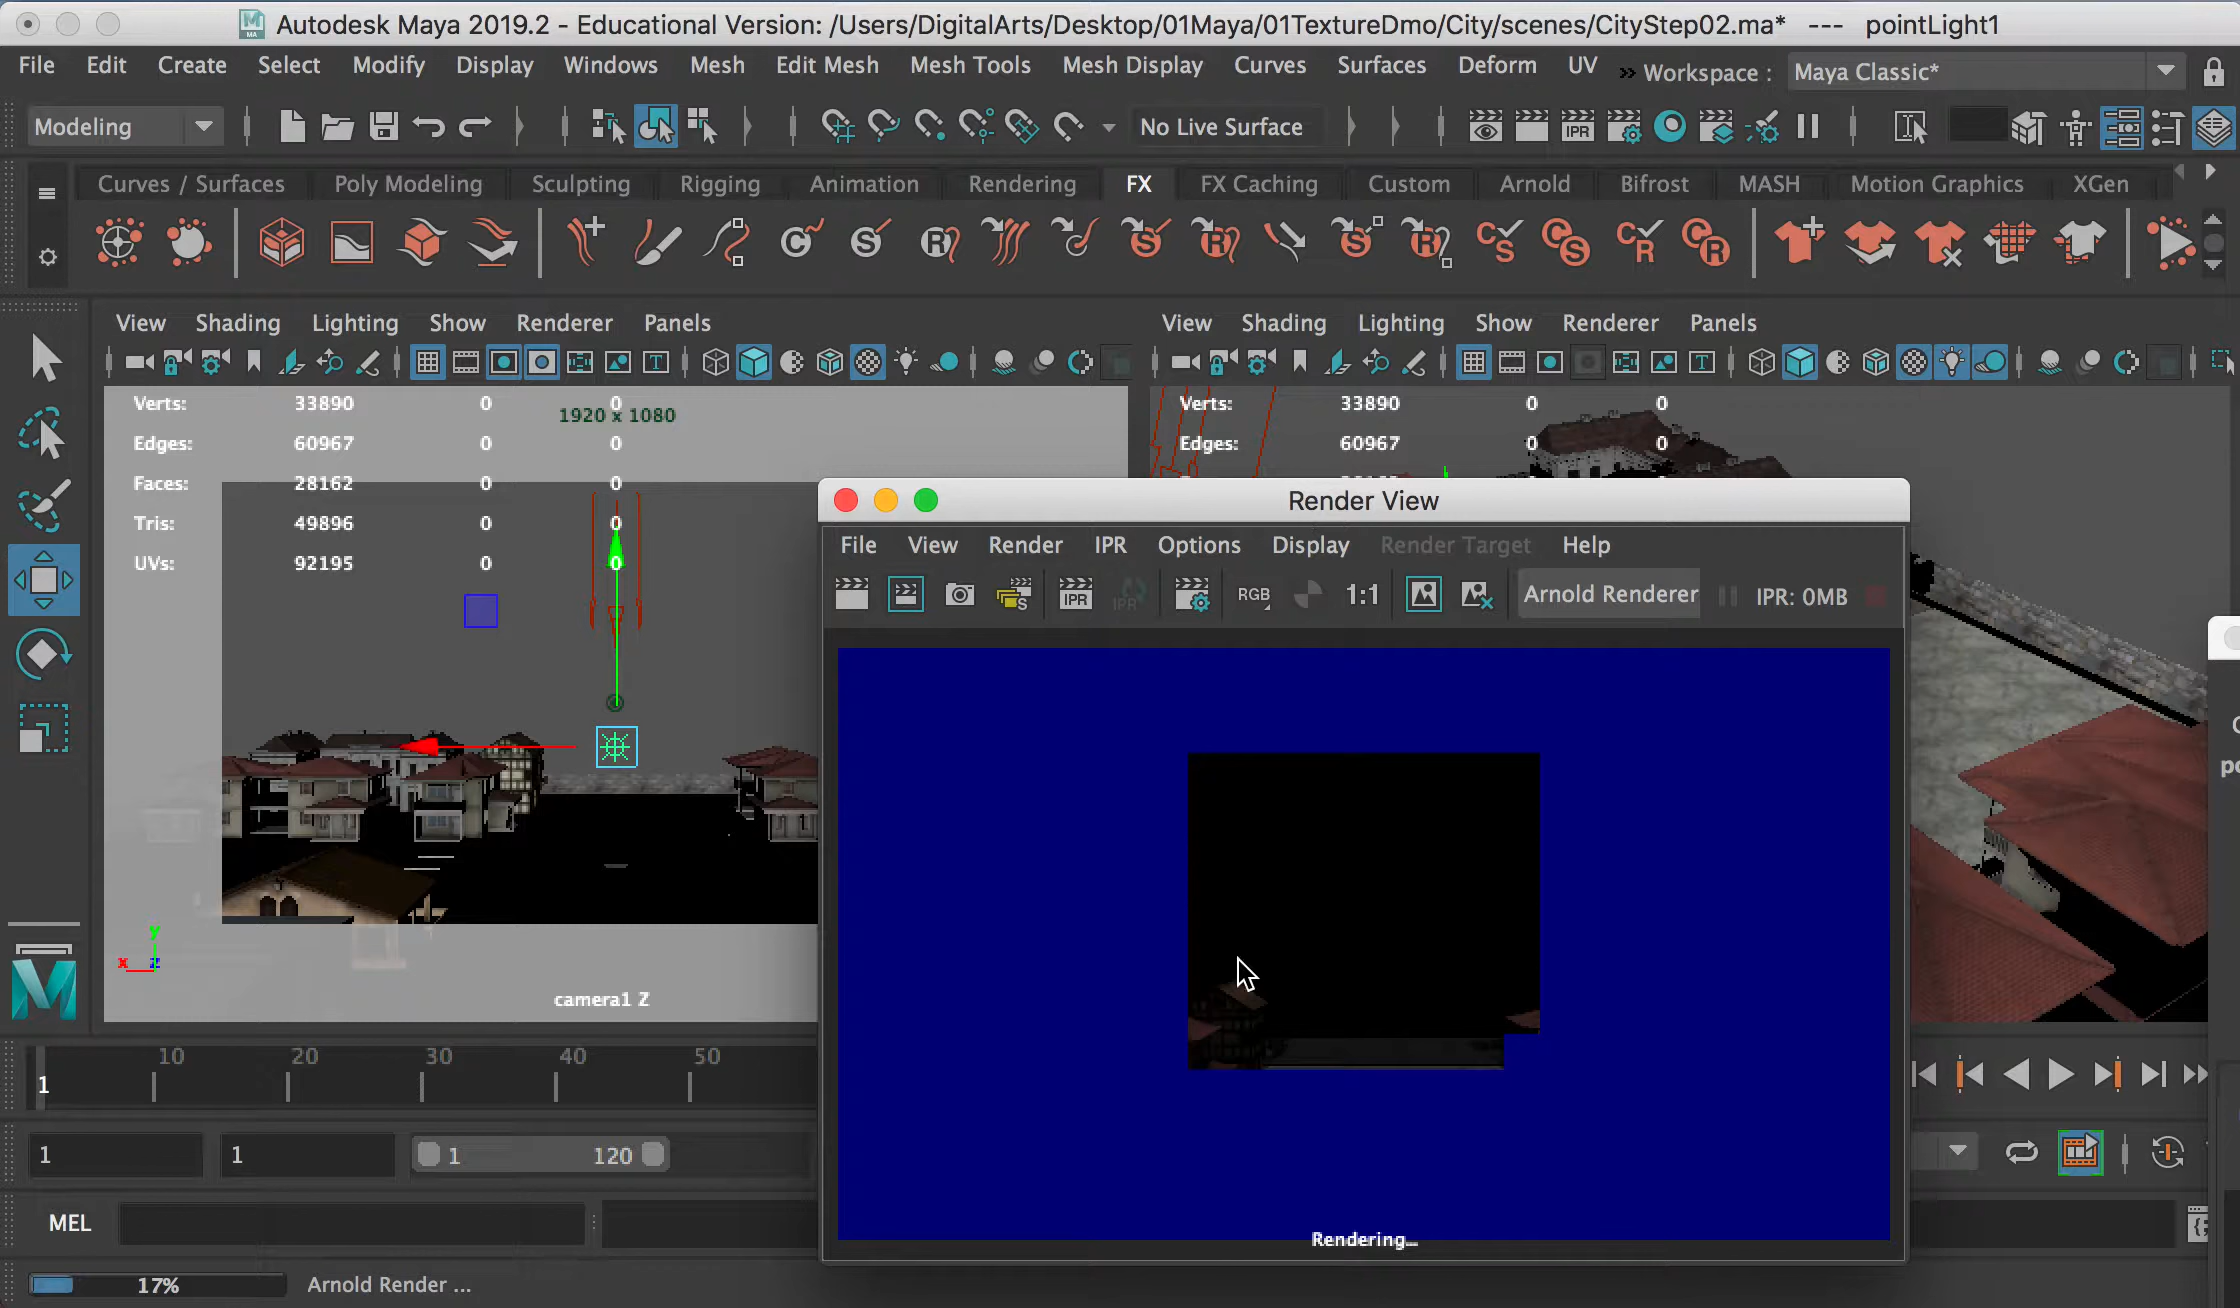 Autodesk Maya 2019.2 - Educational Version: /Users/DigitalArts/Desktop/01Maya/01TextureDmo/City/scenes/CityStep02.ma* --- pointLight1
File Edit Create Select Modify Display Windows Mesh Edit Mesh Mesh Tools Mesh Display Curves Surfaces Deform UV » Workspace : Maya Classic*
Modeling No Live Surface IPR
Curves / Surfaces Poly Modeling Sculpting Rigging Animation Rendering FX FX Caching Custom Arnold Bifrost MASH Motion Graphics XGen
View Shading Lighting Show Renderer Panels
View Shading Lighting Show Renderer Panels
Verts: 33890 0 0
1920 x 1080
Edges: 60967 0 0
Faces: 28162 0 0
Tris: 49896 0 0
UVs: 92195 0 0
Verts: 33890 0 0
Edges: 60967 0 0
y
x z
camera1 Z
Render View
File View Render IPR Options Display Render Target Help
IPR IPR RGB 1:1 Arnold Renderer IPR: 0MB
Rendering...
10 20 30 40 50
1
1 1 1 120
MEL
17% Arnold Render ...